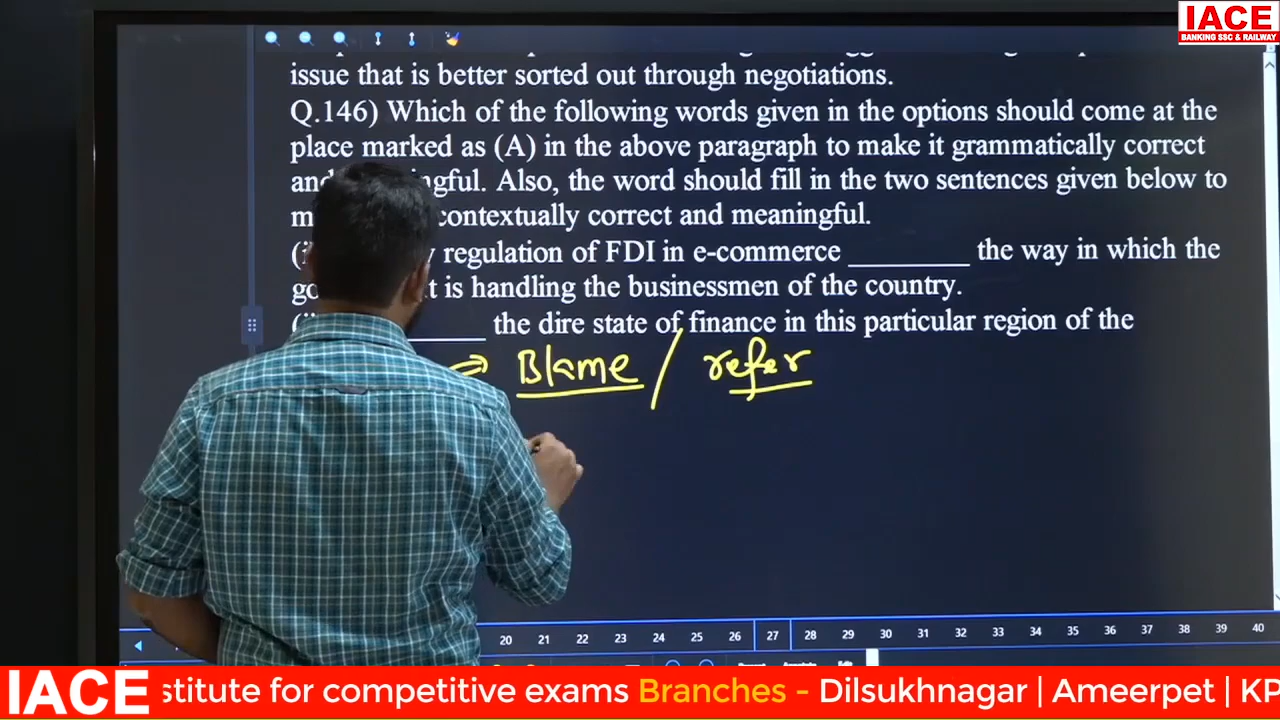 IACE
BANKING SSC & RAILWAY
issue that is better sorted out through negotiations.
Q.146) Which of the following words given in the options should come at the
place marked as (A) in the above paragraph to make it grammatically correct
Also, the word should fill in the two sentences given below to
contextually correct and meaningful.
regulation of FDI in e-commerce ________ the way in which the
is handling the businessmen of the country.
______ the dire state of finance in this particular region of the
⇒ Blame / refer
20 21 22 23 24 25 26 27 28 29 30 31 32 33 34 35 36 37 38 39 40
IACE stitute for competitive exams Branches - Dilsukhnagar | Ameerpet | KP